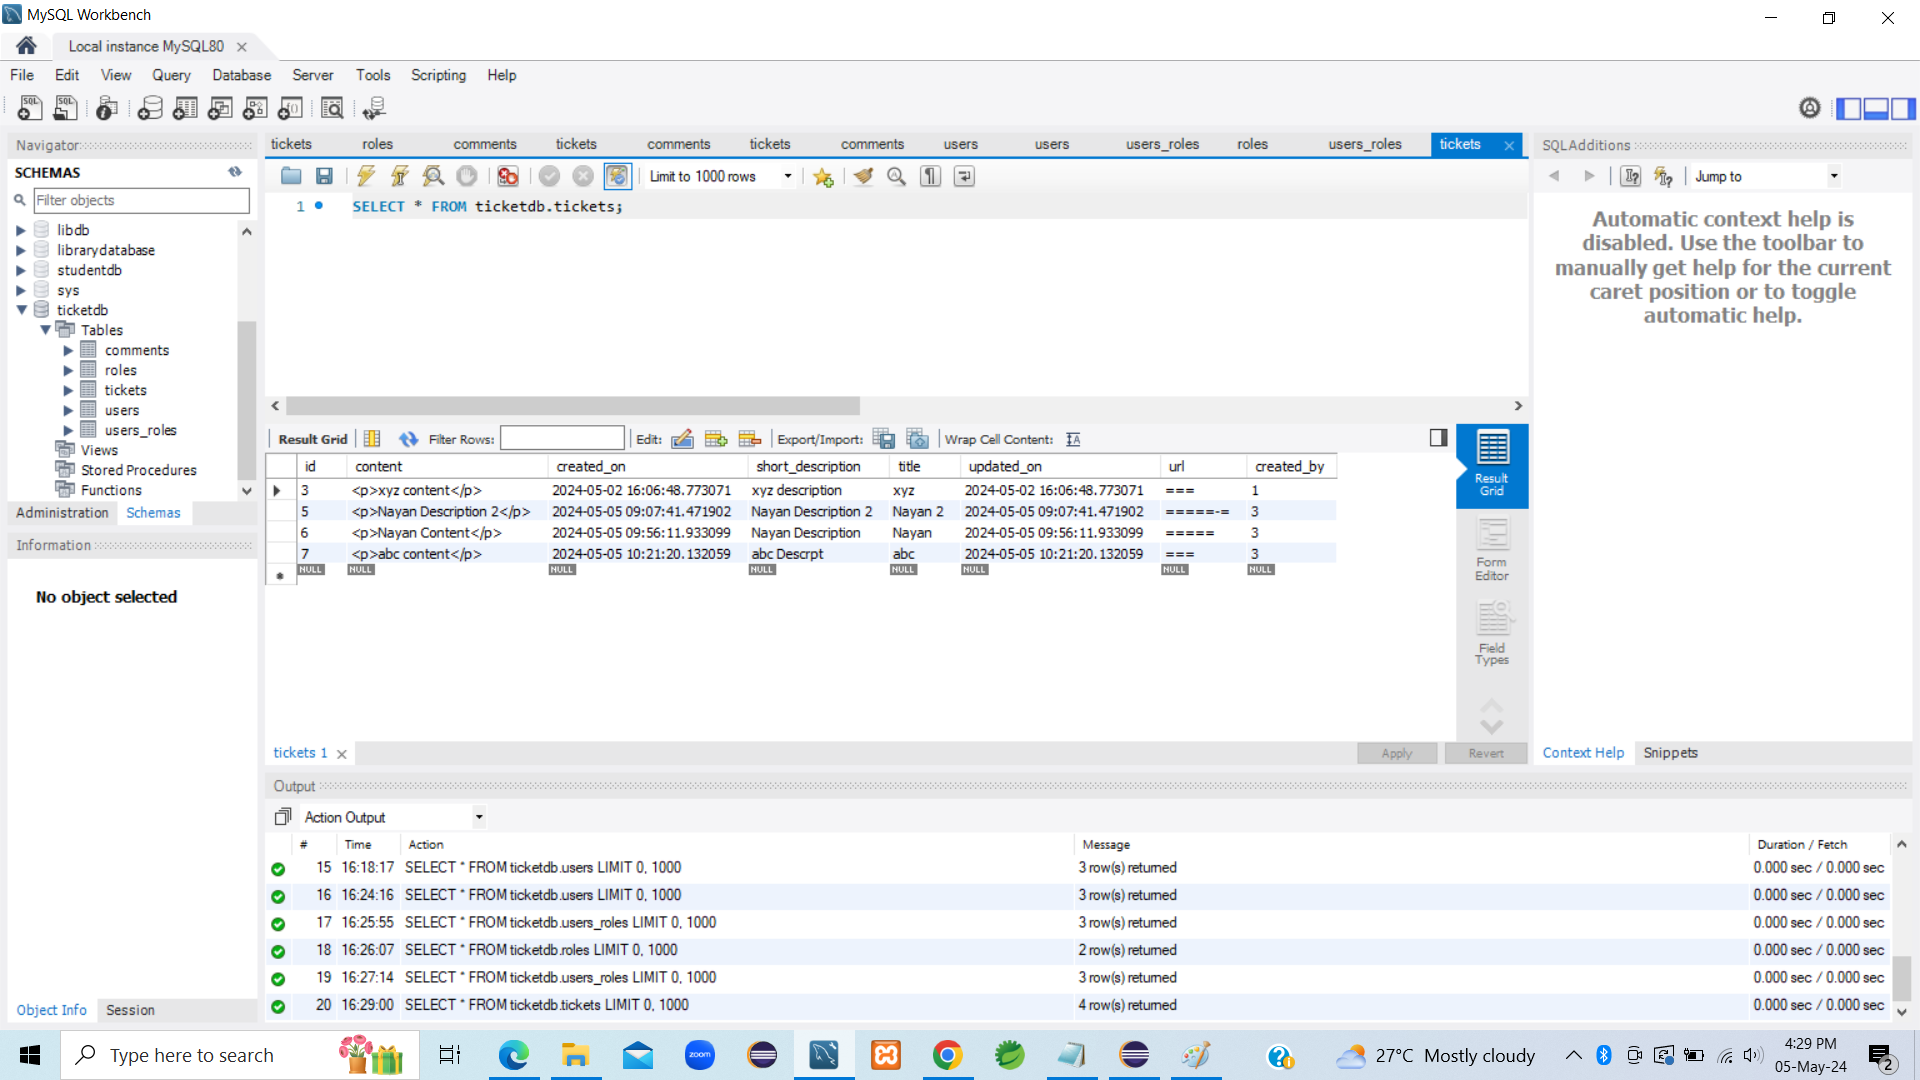 MySQL Workbench
Local instance MySQL80
File Edit View Query Database Server Tools Scripting Help
Navigator
SCHEMAS
Filter objects
libdb
librarydatabase
studentdb
sys
ticketdb
Tables
comments
roles
tickets
users
users_roles
Views
Stored Procedures
Functions
Administration Schemas
Information
No object selected
Object Info Session
tickets roles comments tickets comments tickets comments users users users_roles roles users_roles tickets
Limit to 1000 rows
1 SELECT * FROM ticketdb.tickets;
Result Grid Filter Rows: Edit: Export/Import: Wrap Cell Content:
id content created_on short_description title updated_on url created_by
3 <p>xyz content</p> 2024-05-02 16:06:48.773071 xyz description xyz 2024-05-02 16:06:48.773071 === 1
5 <p>Nayan Description 2</p> 2024-05-05 09:07:41.471902 Nayan Description 2 Nayan 2 2024-05-05 09:07:41.471902 =====-= 3
6 <p>Nayan Content</p> 2024-05-05 09:56:11.933099 Nayan Description Nayan 2024-05-05 09:56:11.933099 ===== 3
7 <p>abc content</p> 2024-05-05 10:21:20.132059 abc Descrpt abc 2024-05-05 10:21:20.132059 === 3
NULL NULL NULL NULL NULL NULL NULL NULL
Result
Grid
Form
Editor
Field
Types
tickets 1
Apply Revert
SQLAdditions
Jump to
Automatic context help is
disabled. Use the toolbar to
manually get help for the current
caret position or to toggle
automatic help.
Context Help Snippets
Output
Action Output
# Time Action Message Duration / Fetch
15 16:18:17 SELECT * FROM ticketdb.users LIMIT 0, 1000 3 row(s) returned 0.000 sec / 0.000 sec
16 16:24:16 SELECT * FROM ticketdb.users LIMIT 0, 1000 3 row(s) returned 0.000 sec / 0.000 sec
17 16:25:55 SELECT * FROM ticketdb.users_roles LIMIT 0, 1000 3 row(s) returned 0.000 sec / 0.000 sec
18 16:26:07 SELECT * FROM ticketdb.roles LIMIT 0, 1000 2 row(s) returned 0.000 sec / 0.000 sec
19 16:27:14 SELECT * FROM ticketdb.users_roles LIMIT 0, 1000 3 row(s) returned 0.000 sec / 0.000 sec
20 16:29:00 SELECT * FROM ticketdb.tickets LIMIT 0, 1000 4 row(s) returned 0.000 sec / 0.000 sec
Type here to search
zoom
27°C Mostly cloudy
4:29 PM
05-May-24
2